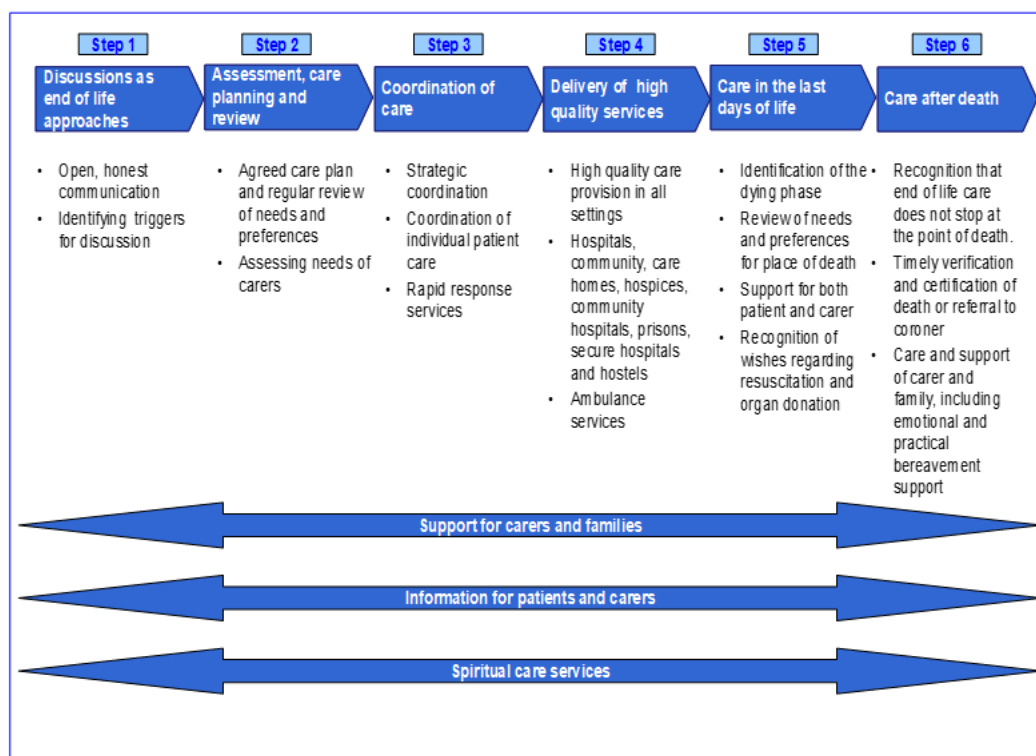 Step 1
Discussions as
end of life
approaches
• Open, honest
communication
• Identifying triggers
for discussion
Step 2
Assessment, care
planning and
review
• Agreed care plan
and regular review
of needs and
preferences
• Assessing needs of
carers
Step 3
Coordination of
care
• Strategic
coordination
• Coordination of
individual patient
care
• Rapid response
services
Step 4
Delivery of high
quality services
• High quality care
provision in all
settings
• Hospitals,
community, care
homes, hospices,
community
hospitals, prisons,
secure hospitals
and hostels
• Ambulance
services
Step 5
Care in the last
days of life
• Identification of the
dying phase
• Review of needs
and preferences
for place of death
• Support for both
patient and carer
• Recognition of
wishes regarding
resuscitation and
organ donation
Step 6
Care after death
• Recognition that
end of life care
does not stop at
the point of death.
• Timely verification
and certification of
death or referral to
coroner
• Care and support
of carer and
family, including
emotional and
practical
bereavement
support
Support for carers and families
Information for patients and carers
Spiritual care services